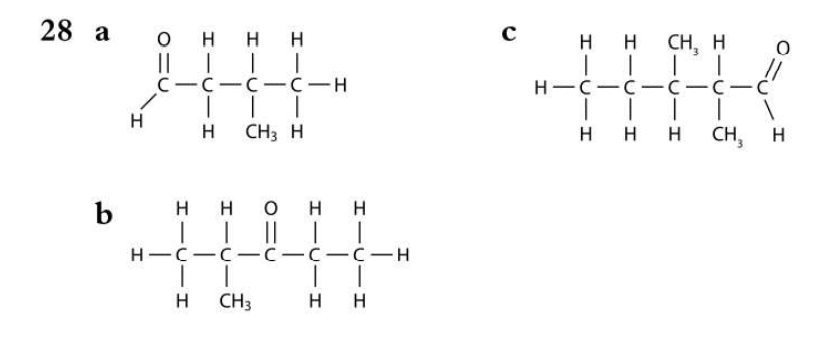 28 a
O H H H
C C C C H
H
H CH₃ H
b
H H O H H
H C C C C C H
H CH₃ H H
c
H H CH₃ H O
H C C C C C
H H H CH₃ H